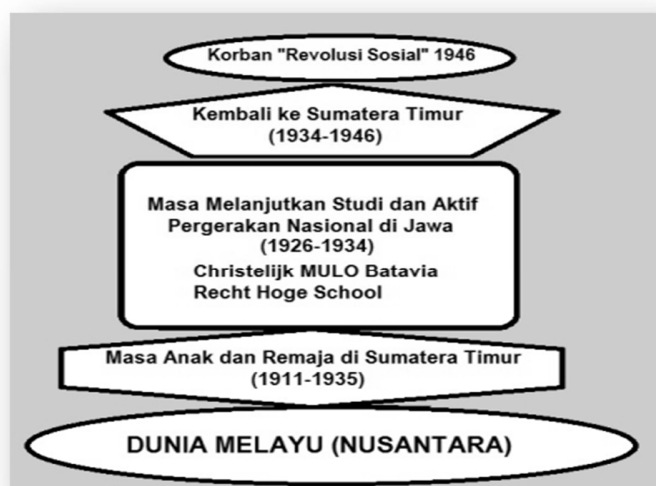 Korban "Revolusi Sosial" 1946
Kembali ke Sumatera Timur
(1934-1946)
Masa Melanjutkan Studi dan Aktif
Pergerakan Nasional di Jawa
(1926-1934)
Christelijk MULO Batavia
Recht Hoge School
Masa Anak dan Remaja di Sumatera Timur
(1911-1935)
DUNIA MELAYU (NUSANTARA)